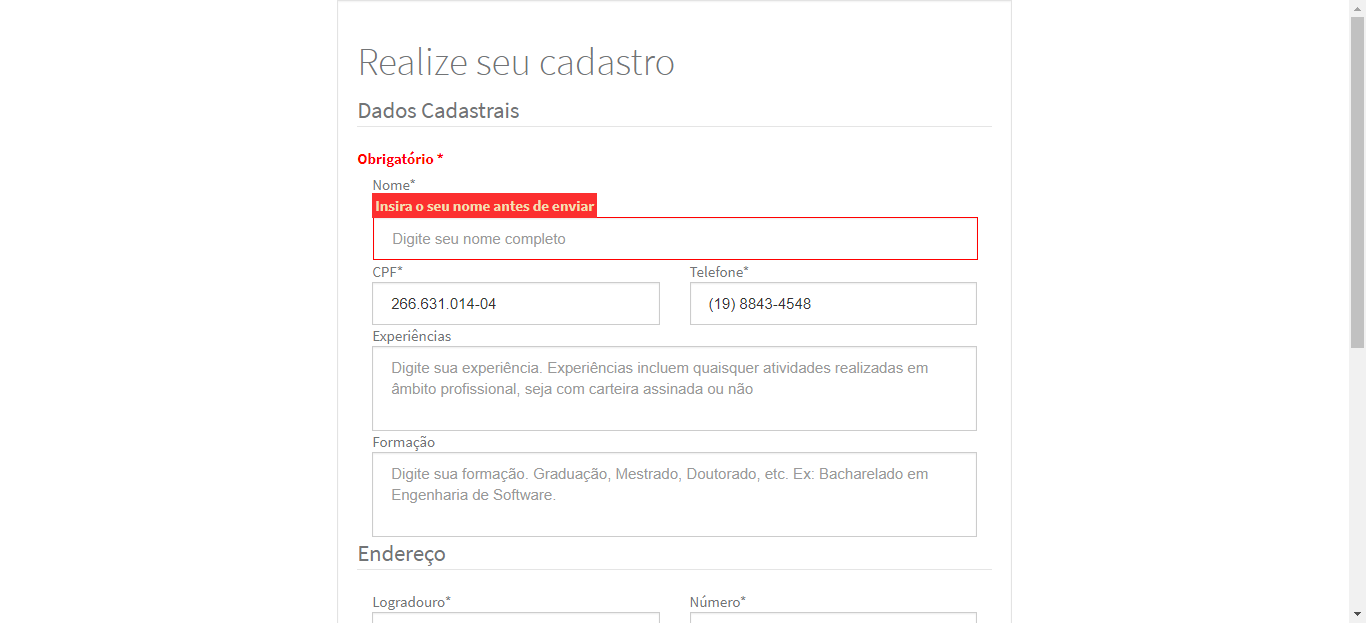 Realize seu cadastro
Dados Cadastrais
Obrigatório *
Nome*
Insira o seu nome antes de enviar
Digite seu nome completo
CPF*
Telefone*
266.631.014-04
(19) 8843-4548
Experiências
Digite sua experiência. Experiências incluem quaisquer atividades realizadas em
âmbito profissional, seja com carteira assinada ou não
Formação
Digite sua formação. Graduação, Mestrado, Doutorado, etc. Ex: Bacharelado em
Engenharia de Software.
Endereço
Logradouro*
Número*